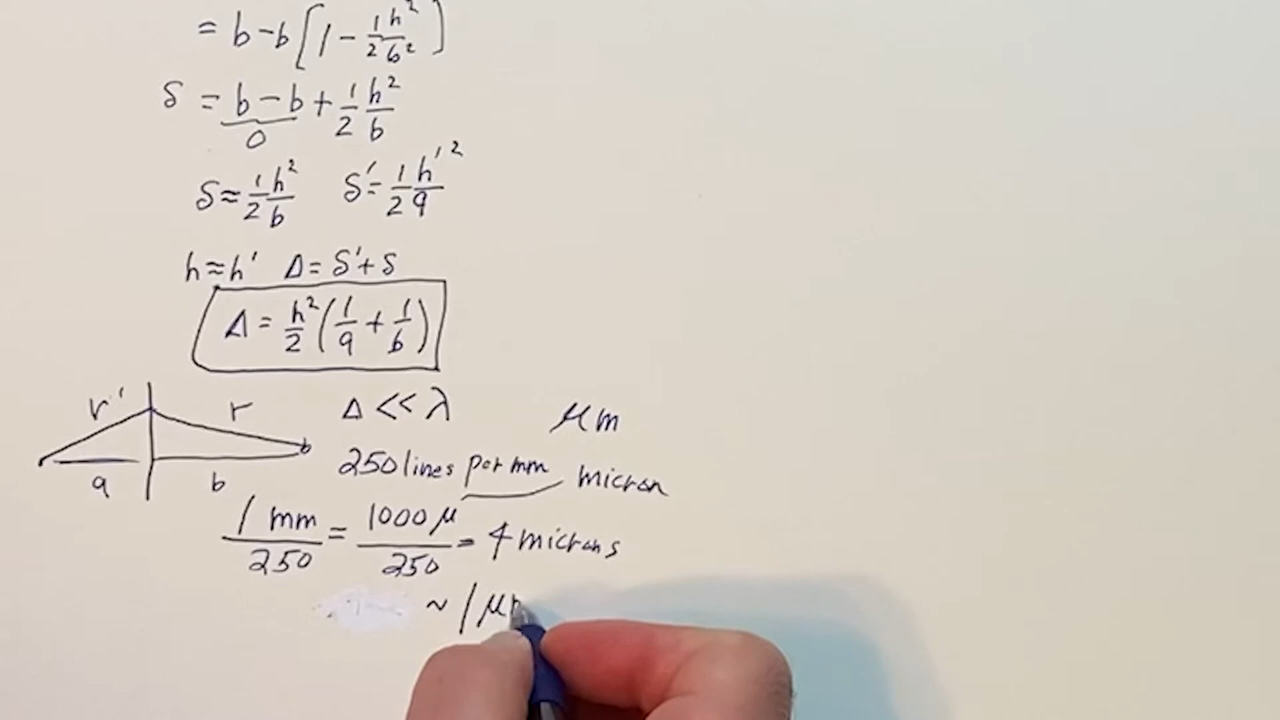 = b - b [1 - 1/2 h²/b²]
δ = b - b + 1/2 h²/b
0
δ ≈ 1/2 h²/b δ' = 1/2 h'²/a
h ≈ h' Δ = δ' + δ
Δ = h²/2 (1/a + 1/b)
r' r Δ << λ μm
a b 250 lines per mm micron
1 mm/250 = 1000 μ/250 = 4 microns
~ 1 μm